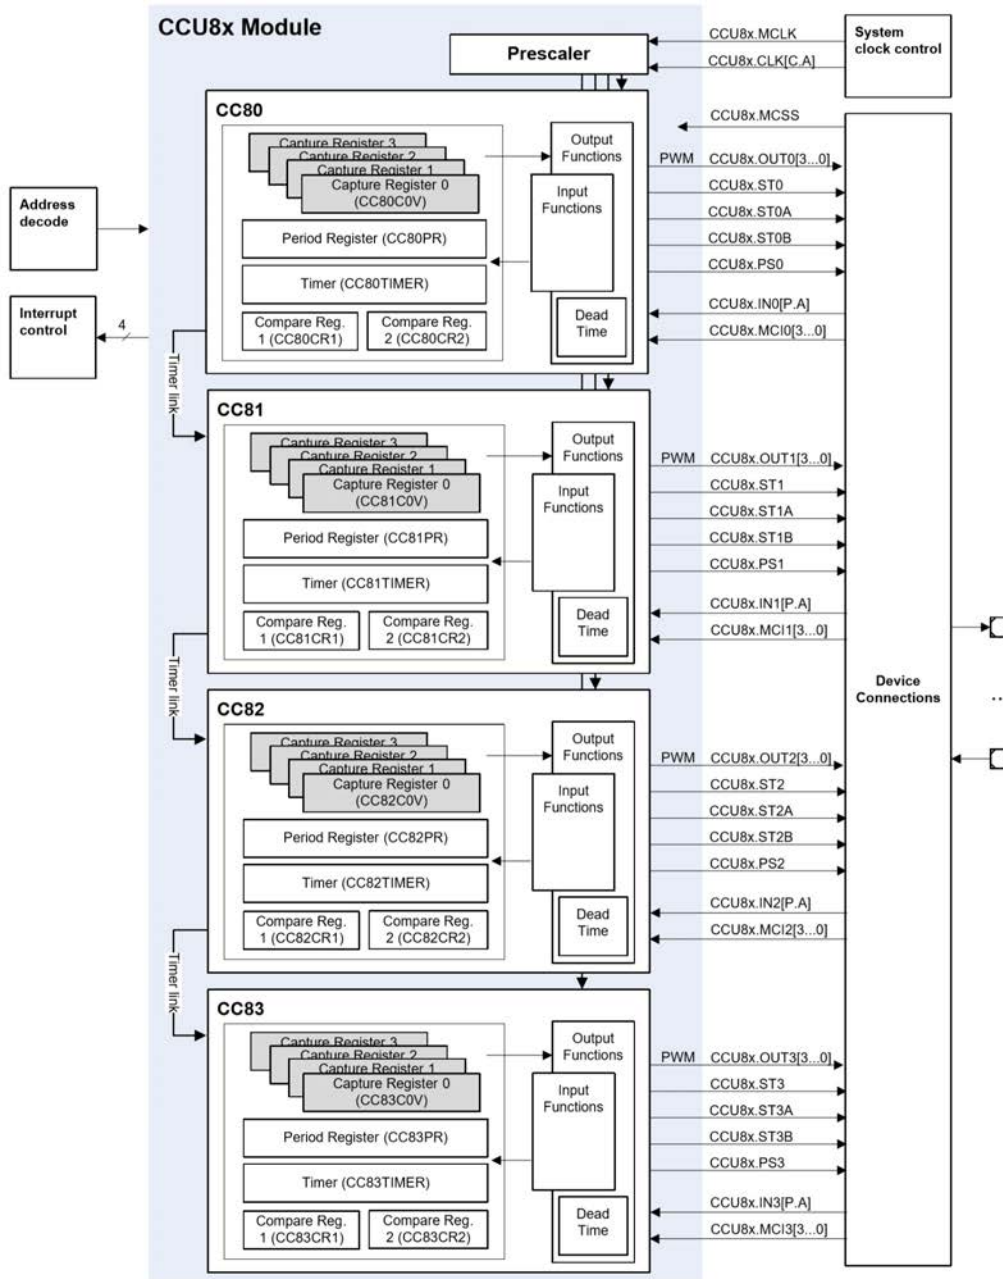 CCU8x Module
Prescaler
CCU8x.MCLK
CCU8x.CLK[C.A]
System
clock control
Address
decode
Interrupt
control
4
CC80
Capture Register 3
Capture Register 2
Capture Register 1
Capture Register 0
(CC80C0V)
Period Register (CC80PR)
Timer (CC80TIMER)
Compare Reg.
1 (CC80CR1)
Compare Reg.
2 (CC80CR2)
Output
Functions
Input
Functions
Dead
Time
CCU8x.MCSS
PWM
CCU8x.OUT0[3...0]
CCU8x.ST0
CCU8x.ST0A
CCU8x.ST0B
CCU8x.PS0
CCU8x.IN0[P.A]
CCU8x.MCI0[3...0]
Timer link
CC81
Capture Register 3
Capture Register 2
Capture Register 1
Capture Register 0
(CC81C0V)
Period Register (CC81PR)
Timer (CC81TIMER)
Compare Reg.
1 (CC81CR1)
Compare Reg.
2 (CC81CR2)
Output
Functions
Input
Functions
Dead
Time
PWM
CCU8x.OUT1[3...0]
CCU8x.ST1
CCU8x.ST1A
CCU8x.ST1B
CCU8x.PS1
CCU8x.IN1[P.A]
CCU8x.MCI1[3...0]
Timer link
CC82
Capture Register 3
Capture Register 2
Capture Register 1
Capture Register 0
(CC82C0V)
Period Register (CC82PR)
Timer (CC82TIMER)
Compare Reg.
1 (CC82CR1)
Compare Reg.
2 (CC82CR2)
Output
Functions
Input
Functions
Dead
Time
PWM
CCU8x.OUT2[3...0]
CCU8x.ST2
CCU8x.ST2A
CCU8x.ST2B
CCU8x.PS2
CCU8x.IN2[P.A]
CCU8x.MCI2[3...0]
Device
Connections
...
Timer link
CC83
Capture Register 3
Capture Register 2
Capture Register 1
Capture Register 0
(CC83C0V)
Period Register (CC83PR)
Timer (CC83TIMER)
Compare Reg.
1 (CC83CR1)
Compare Reg.
2 (CC83CR2)
Output
Functions
Input
Functions
Dead
Time
PWM
CCU8x.OUT3[3...0]
CCU8x.ST3
CCU8x.ST3A
CCU8x.ST3B
CCU8x.PS3
CCU8x.IN3[P.A]
CCU8x.MCI3[3...0]